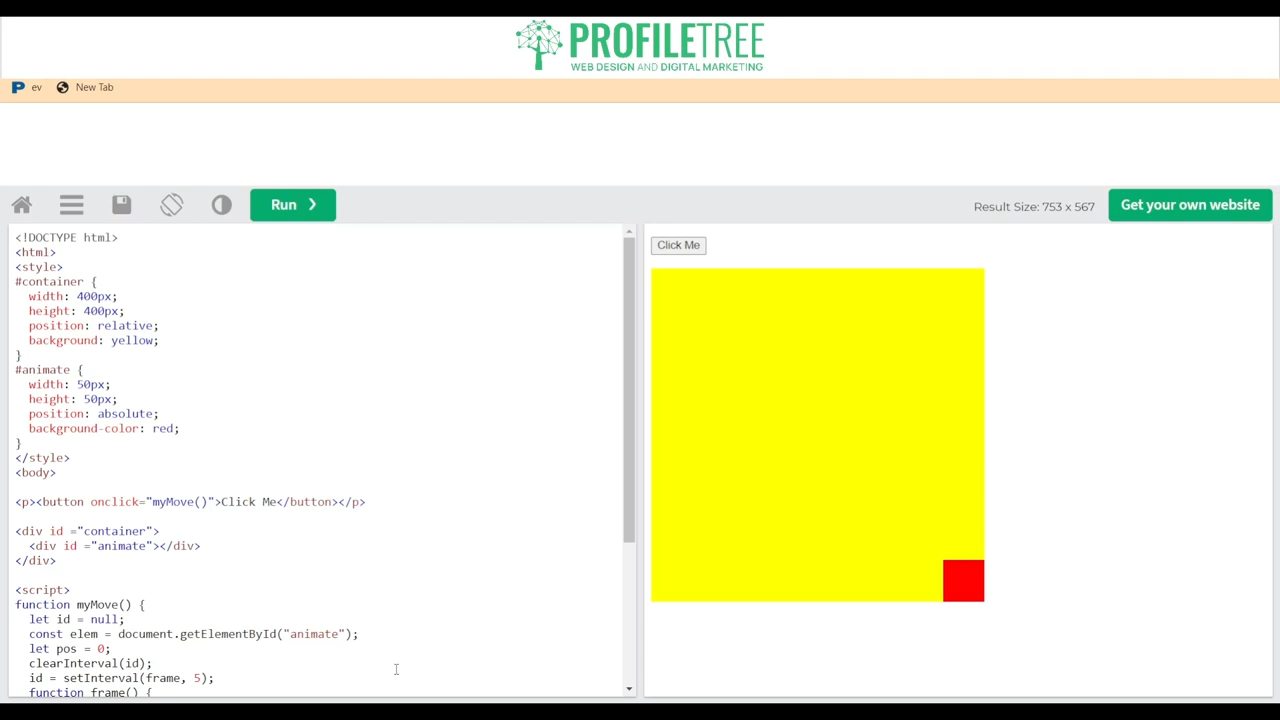 PROFILETREE
WEB DESIGN AND DIGITAL MARKETING
P ev New Tab
Run ❯
Result Size: 753 x 567
Get your own website
<!DOCTYPE html>
<html>
<style>
#container {
  width: 400px;
  height: 400px;
  position: relative;
  background: yellow;
}
#animate {
  width: 50px;
  height: 50px;
  position: absolute;
  background-color: red;
}
</style>
<body>
<p><button onclick="myMove()">Click Me</button></p>
<div id ="container">
  <div id ="animate"></div>
</div>
<script>
function myMove() {
  let id = null;
  const elem = document.getElementById("animate");
  let pos = 0;
  clearInterval(id);
  id = setInterval(frame, 5);
  function frame() {
Click Me